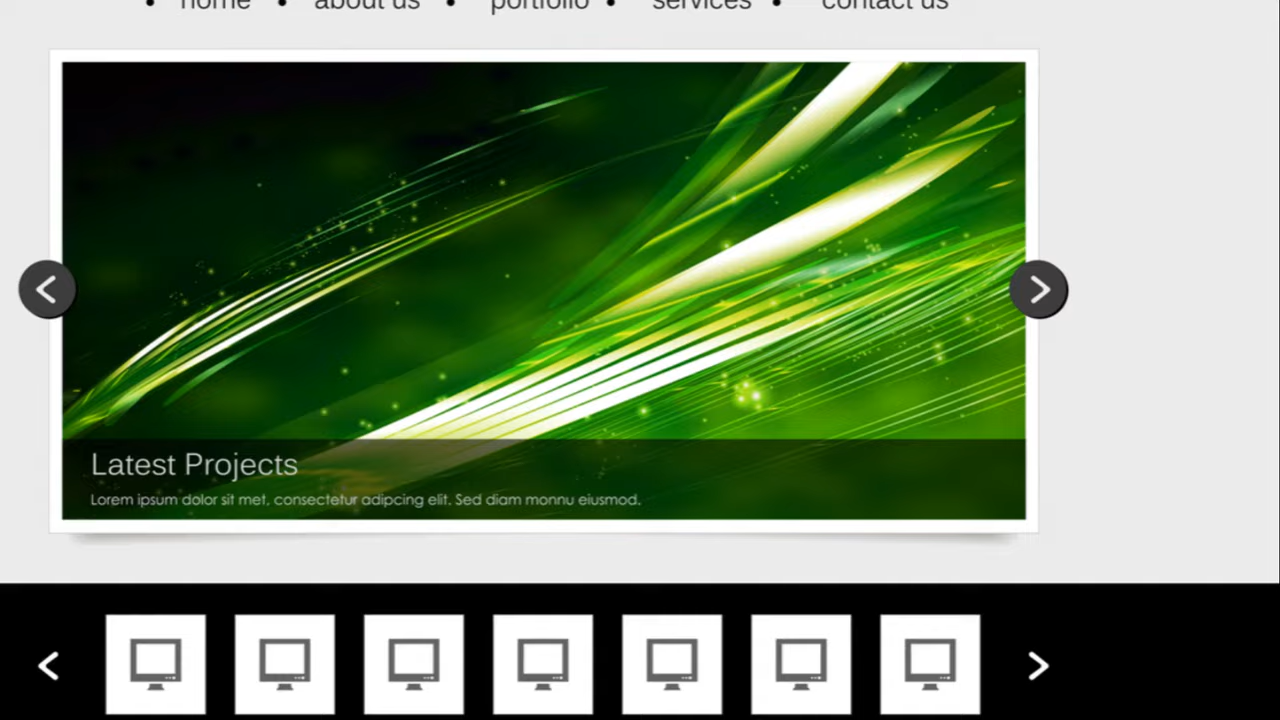 • home • about us • portfolio • services • contact us
Latest Projects
Lorem ipsum dolor sit met, consectetur adipcing elit. Sed diam monnu eiusmod.